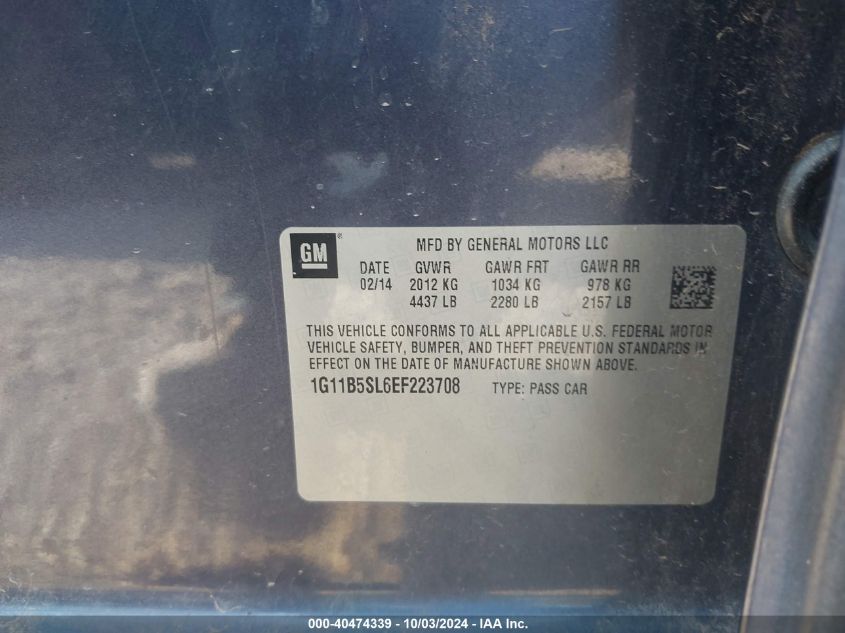 GM®
MFD BY GENERAL MOTORS LLC
DATE GVWR GAWR FRT GAWR RR
02/14 2012 KG 1034 KG 978 KG
4437 LB 2280 LB 2157 LB
THIS VEHICLE CONFORMS TO ALL APPLICABLE U.S. FEDERAL MOTOR
VEHICLE SAFETY, BUMPER, AND THEFT PREVENTION STANDARDS IN
EFFECT ON THE DATE OF MANUFACTURE SHOWN ABOVE.
1G11B5SL6EF223708 TYPE: PASS CAR
000-40474339 - 10/03/2024 - IAA Inc.